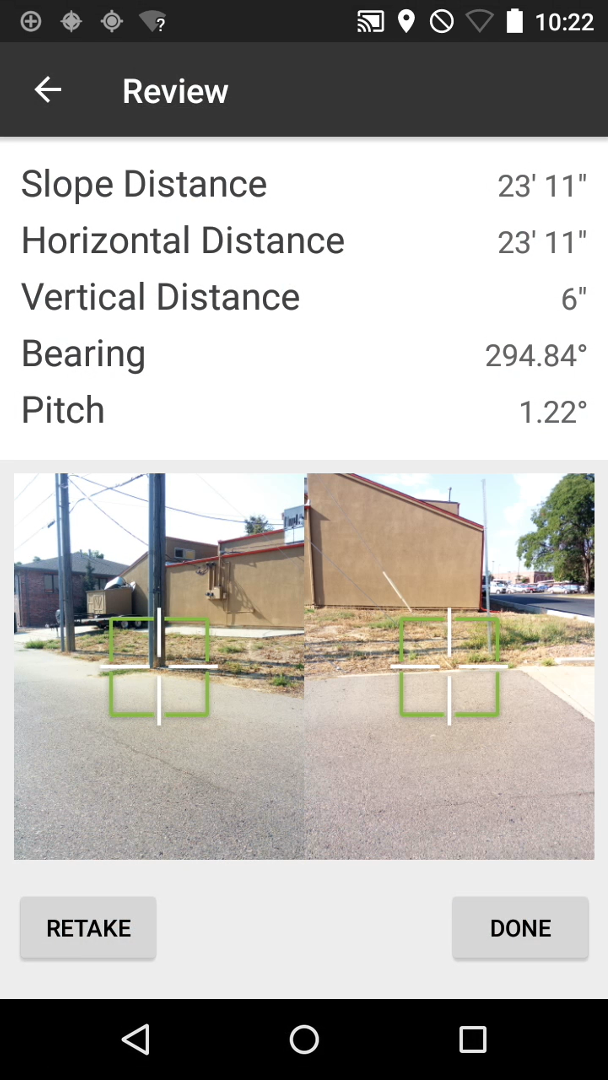 10:22
Review
Slope Distance 23' 11"
Horizontal Distance 23' 11"
Vertical Distance 6"
Bearing 294.84°
Pitch 1.22°
RETAKE DONE